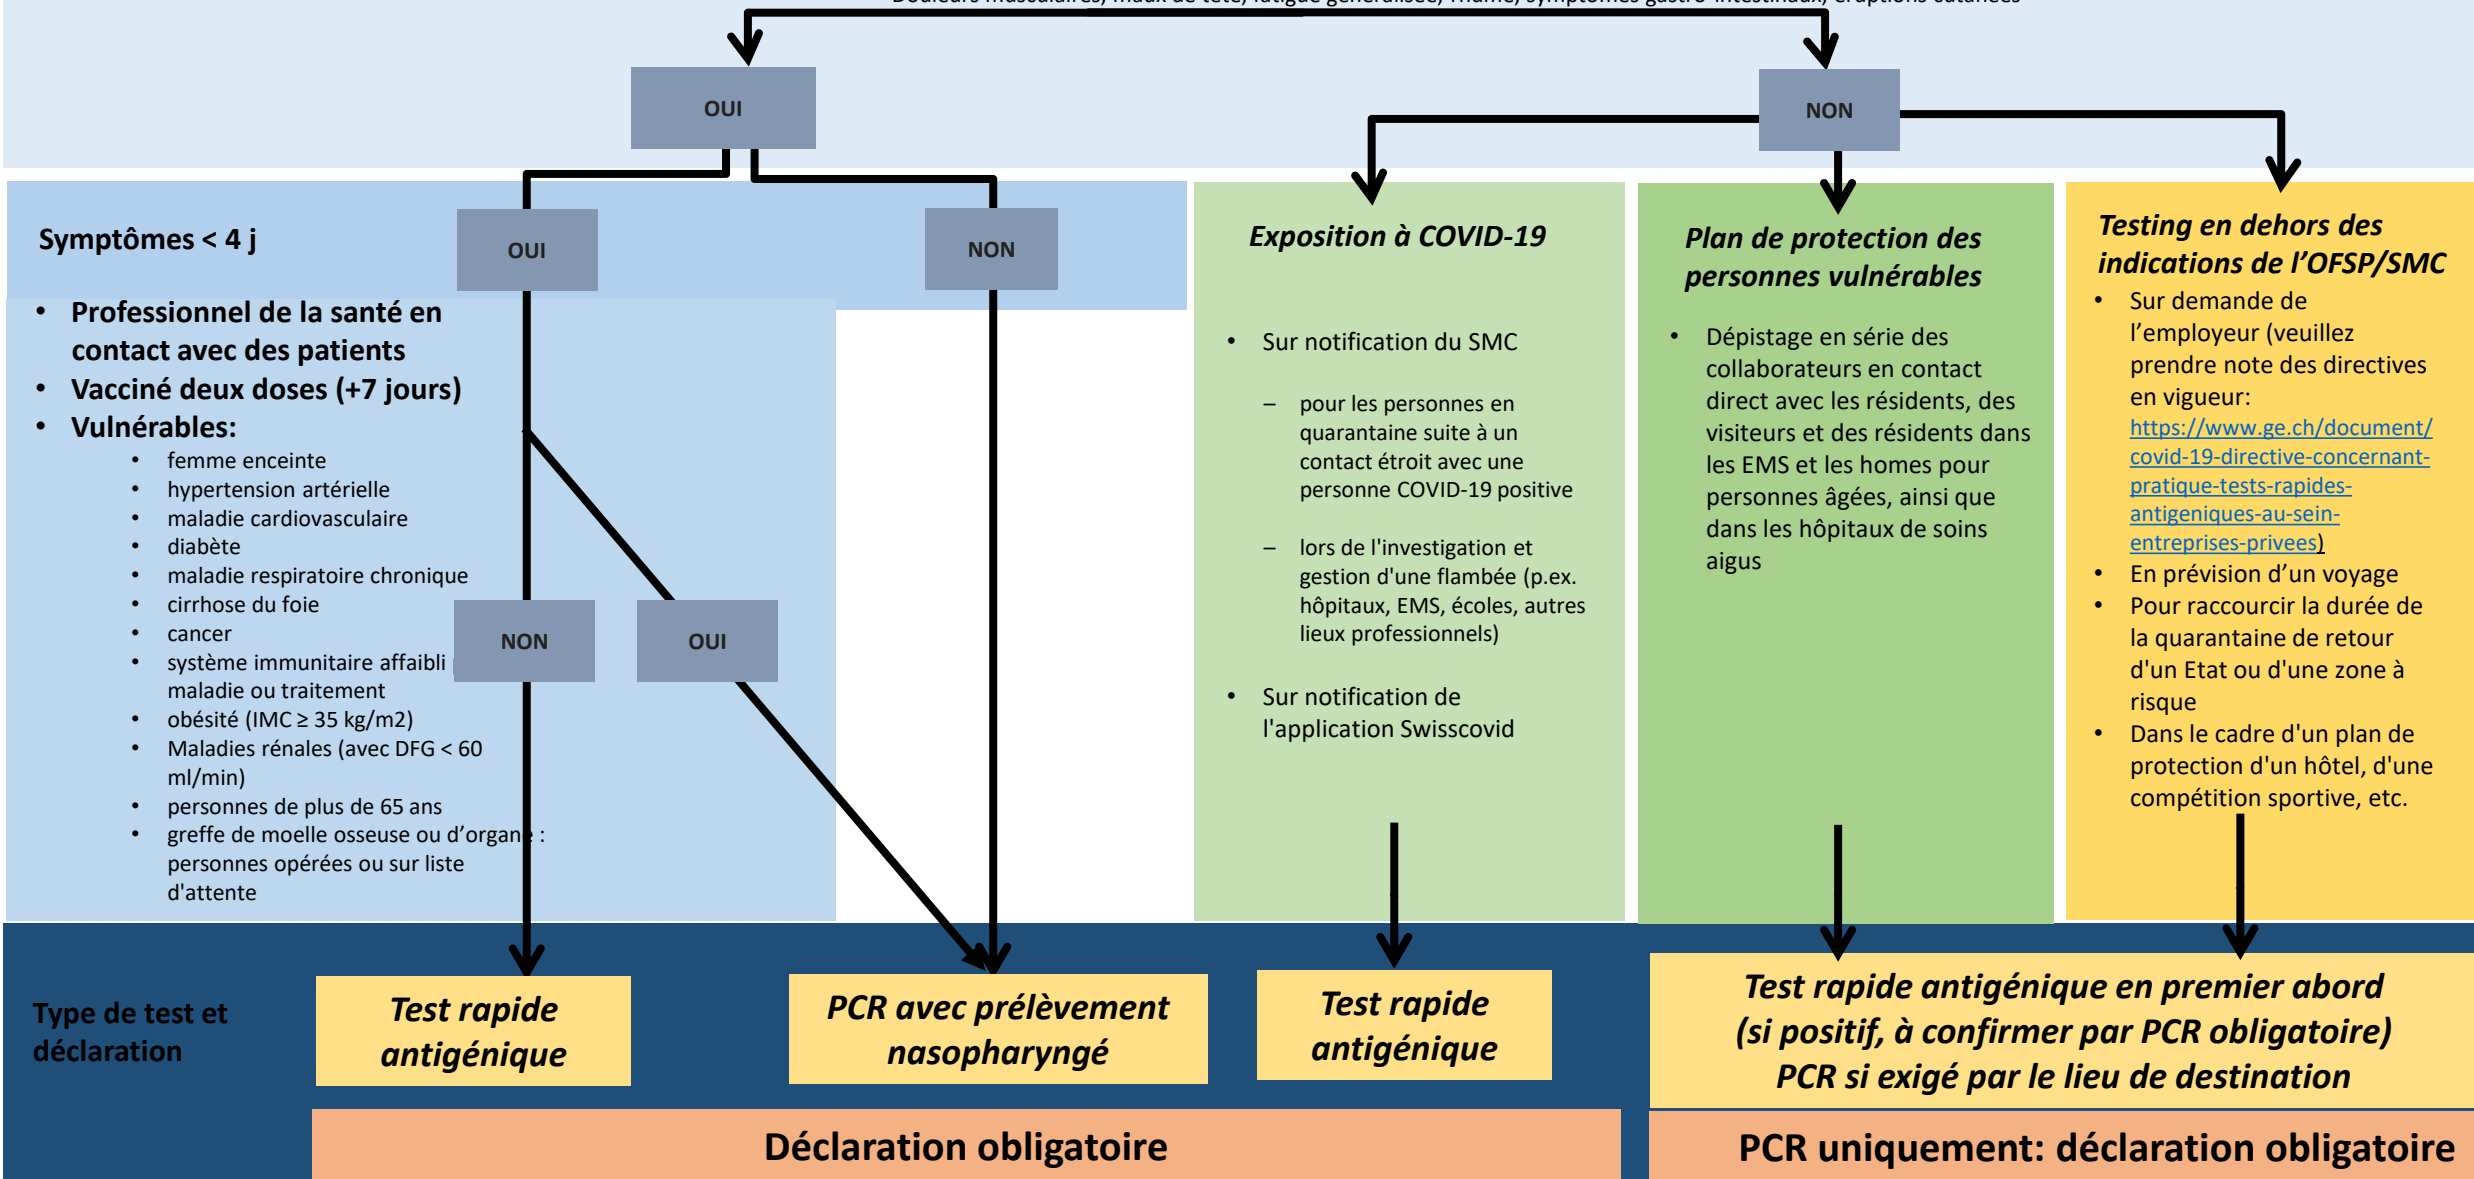 Douleurs musculaires, maux de tête, fatigue généralisée, rhume, symptômes gastro-intestinaux, éruptions cutanées
OUI
NON
Symptômes < 4 j
OUI
NON
• Professionnel de la santé en
contact avec des patients
• Vacciné deux doses (+7 jours)
• Vulnérables:
• femme enceinte
• hypertension artérielle
• maladie cardiovasculaire
• diabète
• maladie respiratoire chronique
• cirrhose du foie
• cancer
• système immunitaire affaibli
maladie ou traitement
• obésité (IMC ≥ 35 kg/m2)
• Maladies rénales (avec DFG < 60
ml/min)
• personnes de plus de 65 ans
• greffe de moelle osseuse ou d’organe :
personnes opérées ou sur liste
d'attente
NON
OUI
Exposition à COVID-19
• Sur notification du SMC
– pour les personnes en
quarantaine suite à un
contact étroit avec une
personne COVID-19 positive
– lors de l'investigation et
gestion d'une flambée (p.ex.
hôpitaux, EMS, écoles, autres
lieux professionnels)
• Sur notification de
l'application Swisscovid
Plan de protection des
personnes vulnérables
• Dépistage en série des
collaborateurs en contact
direct avec les résidents, des
visiteurs et des résidents dans
les EMS et les homes pour
personnes âgées, ainsi que
dans les hôpitaux de soins
aigus
Testing en dehors des
indications de l’OFSP/SMC
• Sur demande de
l’employeur (veuillez
prendre note des directives
en vigueur:
https://www.ge.ch/document/
covid-19-directive-concernant-
pratique-tests-rapides-
antigeniques-au-sein-
entreprises-privees)
• En prévision d’un voyage
• Pour raccourcir la durée de
la quarantaine de retour
d'un Etat ou d'une zone à
risque
• Dans le cadre d'un plan de
protection d'un hôtel, d'une
compétition sportive, etc.
Type de test et
déclaration
Test rapide
antigénique
PCR avec prélèvement
nasopharyngé
Test rapide
antigénique
Test rapide antigénique en premier abord
(si positif, à confirmer par PCR obligatoire)
PCR si exigé par le lieu de destination
Déclaration obligatoire
PCR uniquement: déclaration obligatoire